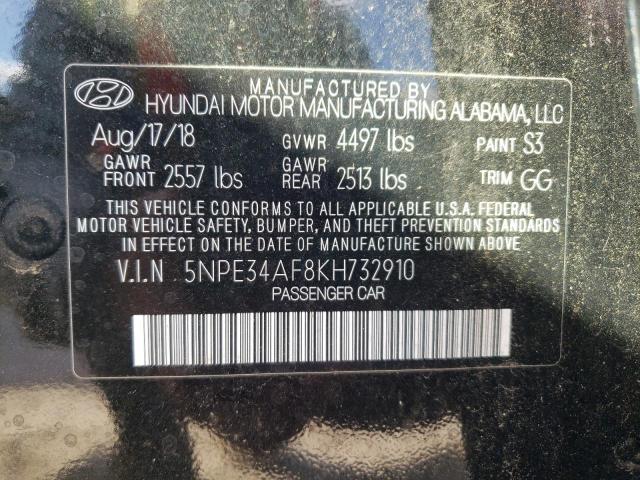 MANUFACTURED BY
HYUNDAI MOTOR MANUFACTURING ALABAMA, LLC
Aug/17/18 GVWR 4497 lbs PAINT S3
GAWR FRONT 2557 lbs GAWR REAR 2513 lbs TRIM GG
THIS VEHICLE CONFORMS TO ALL APPLICABLE U.S.A. FEDERAL
MOTOR VEHICLE SAFETY, BUMPER, AND THEFT PREVENTION STANDARDS
IN EFFECT ON THE DATE OF MANUFACTURE SHOWN ABOVE.
V.I.N 5NPE34AF8KH732910
PASSENGER CAR